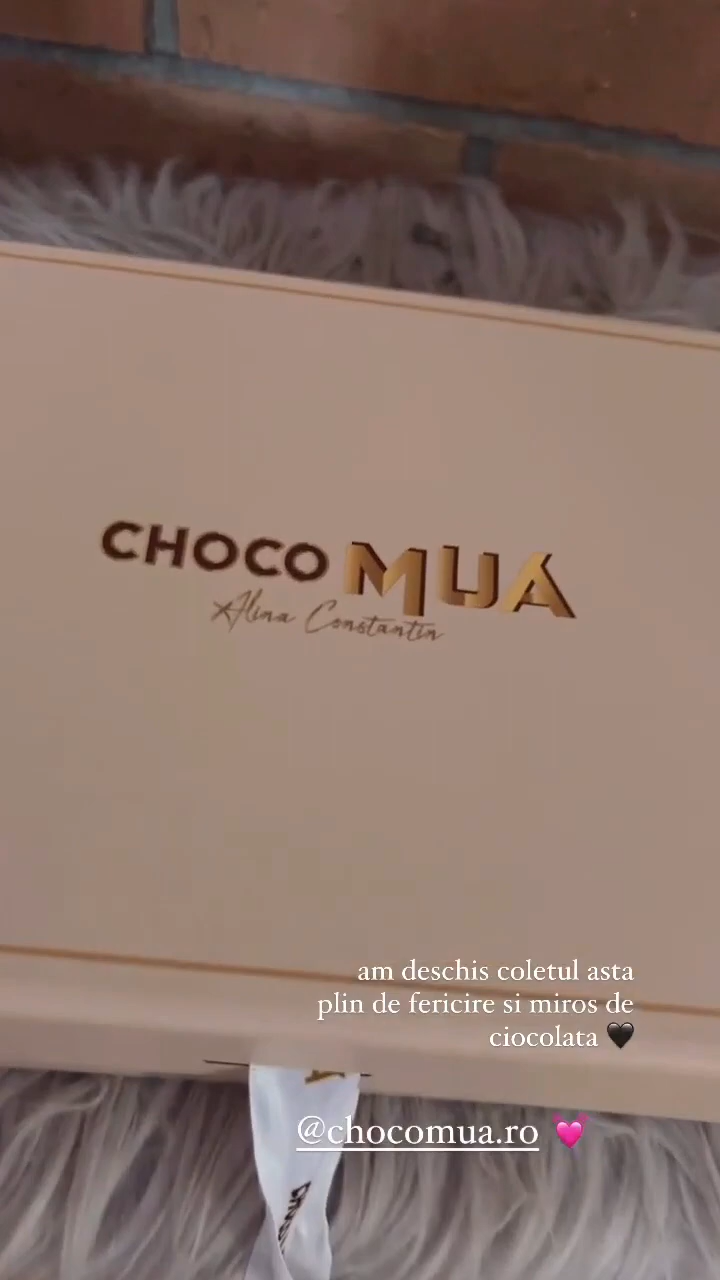 CHOCO MUA
Alina Constantin
am deschis coletul asta
plin de fericire si miros de
ciocolata 🖤
@chocomua.ro 💓